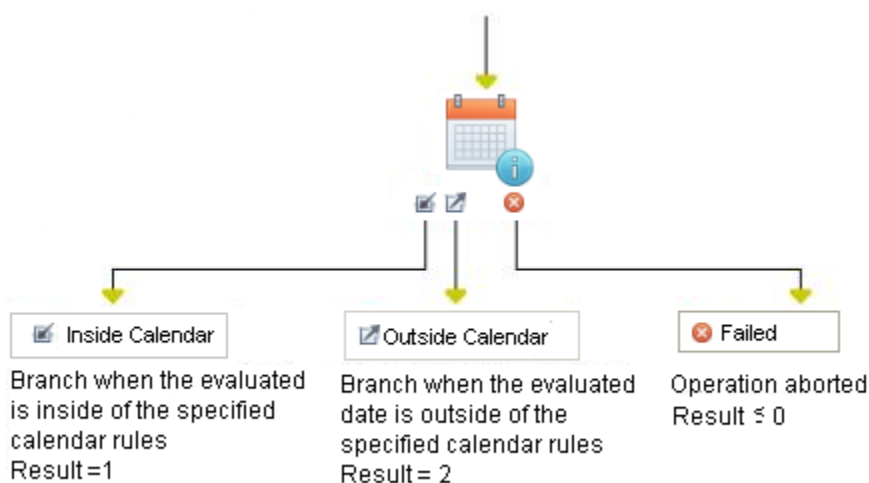 Inside Calendar
Branch when the evaluated
is inside of the specified
calendar rules
Result =1
Outside Calendar
Branch when the evaluated
date is outside of the
specified calendar rules
Result = 2
Failed
Operation aborted
Result ≤ 0